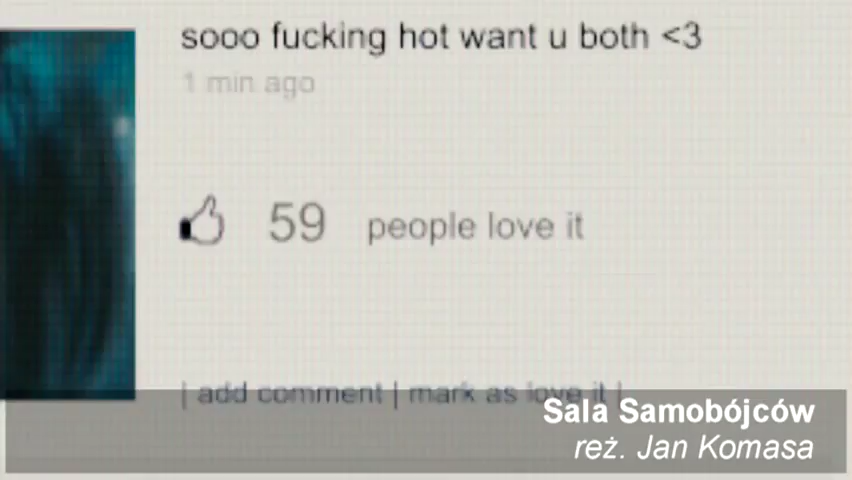 sooo fucking hot want u both <3
1 min ago
59 people love it
| add comment | mark as love it |
Sala Samobójców
reż. Jan Komasa